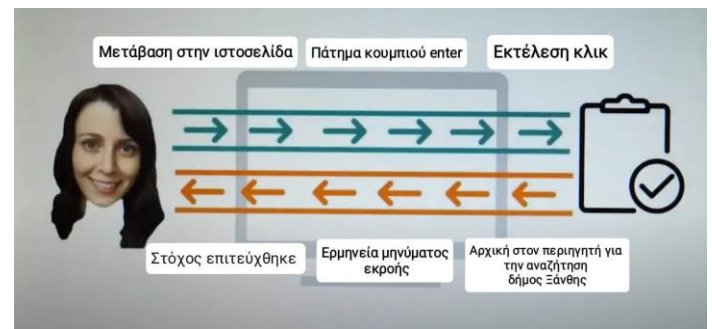 Μετάβαση στην ιστοσελίδα
Πάτημα κουμπιού enter
Εκτέλεση κλικ
Στόχος επιτεύχθηκε
Ερμηνεία μηνύματος
εκροής
Αρχική στον περιηγητή για
την αναζήτηση
δήμος Ξάνθης